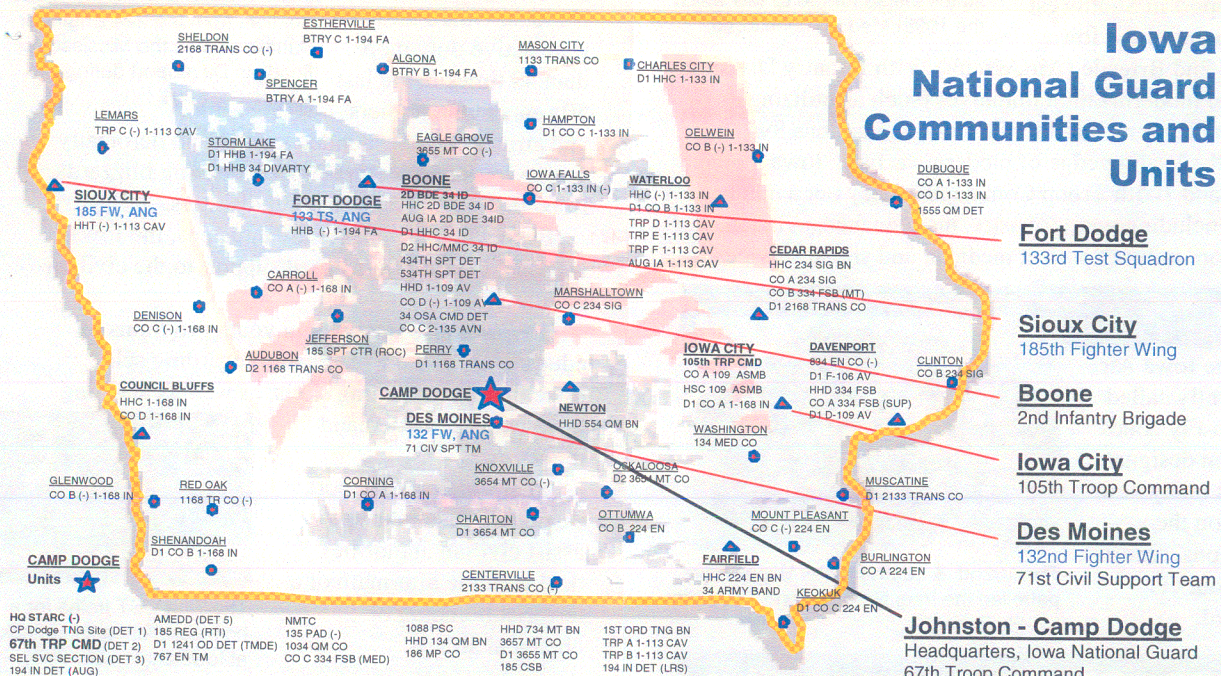 Iowa
National Guard
Communities and
Units
SHELDON
2168 TRANS CO (-)
ESTHERVILLE
BTRY C 1-194 FA
SPENCER
BTRY A 1-194 FA
ALGONA
BTRY B 1-194 FA
MASON CITY
1133 TRANS CO
CHARLES CITY
D1 HHC 1-133 IN
LEMARS
TRP C (-) 1-113 CAV
STORM LAKE
D1 HHB 1-194 FA
D1 HHB 34 DIVARTY
EAGLE GROVE
3655 MT CO (-)
HAMPTON
D1 CO C 1-133 IN
OELWEIN
CO B (-) 1-133 IN
DUBUQUE
CO A 1-133 IN
CO D 1-133 IN
1555 QM DET
SIOUX CITY
185 FW, ANG
HHT (-) 1-113 CAV
FORT DODGE
133 TS, ANG
HHB (-) 1-194 FA
BOONE
2D BDE 34 ID
HHC 2D BDE 34 ID
AUG IA 2D BDE 34ID
D1 HHC 34 ID
D2 HHC/MMC 34 ID
434TH SPT DET
534TH SPT DET
HHD 1-109 AV
CO D (-) 1-109 AV
34 OSA CMD DET
CO C 2-135 AVN
IOWA FALLS
CO C 1-133 IN (-)
WATERLOO
HHC (-) 1-133 IN
D1 CO B 1-133 IN
TRP D 1-113 CAV
TRP E 1-113 CAV
TRP F 1-113 CAV
AUG IA 1-113 CAV
CEDAR RAPIDS
HHC 234 SIG BN
CO A 234 SIG
CO B 334 FSB (MT)
D1 2168 TRANS CO
Fort Dodge
133rd Test Squadron
Sioux City
185th Fighter Wing
Boone
2nd Infantry Brigade
Iowa City
105th Troop Command
Des Moines
132nd Fighter Wing
71st Civil Support Team
Johnston - Camp Dodge
Headquarters, Iowa National Guard
67th Troop Command
CARROLL
CO A (-) 1-168 IN
DENISON
CO C (-) 1-168 IN
JEFFERSON
185 SPT CTR (ROC)
AUDUBON
D2 1168 TRANS CO
PERRY
D1 1168 TRANS CO
MARSHALLTOWN
CO C 234 SIG
IOWA CITY
105th TRP CMD
CO A 109 ASMB
HSC 109 ASMB
D1 CO A 1-168 IN
DAVENPORT
834 EN CO (-)
D1 F-106 AV
HHD 334 FSB
CO A 334 FSB (SUP)
D1 D-109 AV
CLINTON
CO B 234 SIG
COUNCIL BLUFFS
HHC 1-168 IN
CO D 1-168 IN
CAMP DODGE
DES MOINES
132 FW, ANG
71 CIV SPT TM
NEWTON
HHD 554 QM BN
WASHINGTON
134 MED CO
GLENWOOD
CO B (-) 1-168 IN
RED OAK
1168 TR CO (-)
CORNING
D1 CO A 1-168 IN
KNOXVILLE
3654 MT CO (-)
OSKALOOSA
D2 3654 MT CO
CHARITON
D1 3654 MT CO
OTTUMWA
CO B 224 EN
MOUNT PLEASANT
CO C (-) 224 EN
MUSCATINE
D1 2133 TRANS CO
SHENANDOAH
D1 CO B 1-168 IN
CENTERVILLE
2133 TRANS CO (-)
FAIRFIELD
HHC 224 EN BN
34 ARMY BAND
BURLINGTON
CO A 224 EN
KEOKUK
D1 CO C 224 EN
CAMP DODGE
Units
HQ STARC (-)
CP Dodge TNG Site (DET 1)
67th TRP CMD (DET 2)
SEL SVC SECTION (DET 3)
194 IN DET (AUG)
AMEDD (DET 5)
185 REG (RTI)
D1 1241 OD DET (TMDE)
767 EN TM
NMTC
135 PAD (-)
1034 QM CO
CO C 334 FSB (MED)
1088 PSC
HHD 134 QM BN
186 MP CO
HHD 734 MT BN
3657 MT CO
D1 3655 MT CO
185 CSB
1ST ORD TNG BN
TRP A 1-113 CAV
TRP B 1-113 CAV
194 IN DET (LRS)